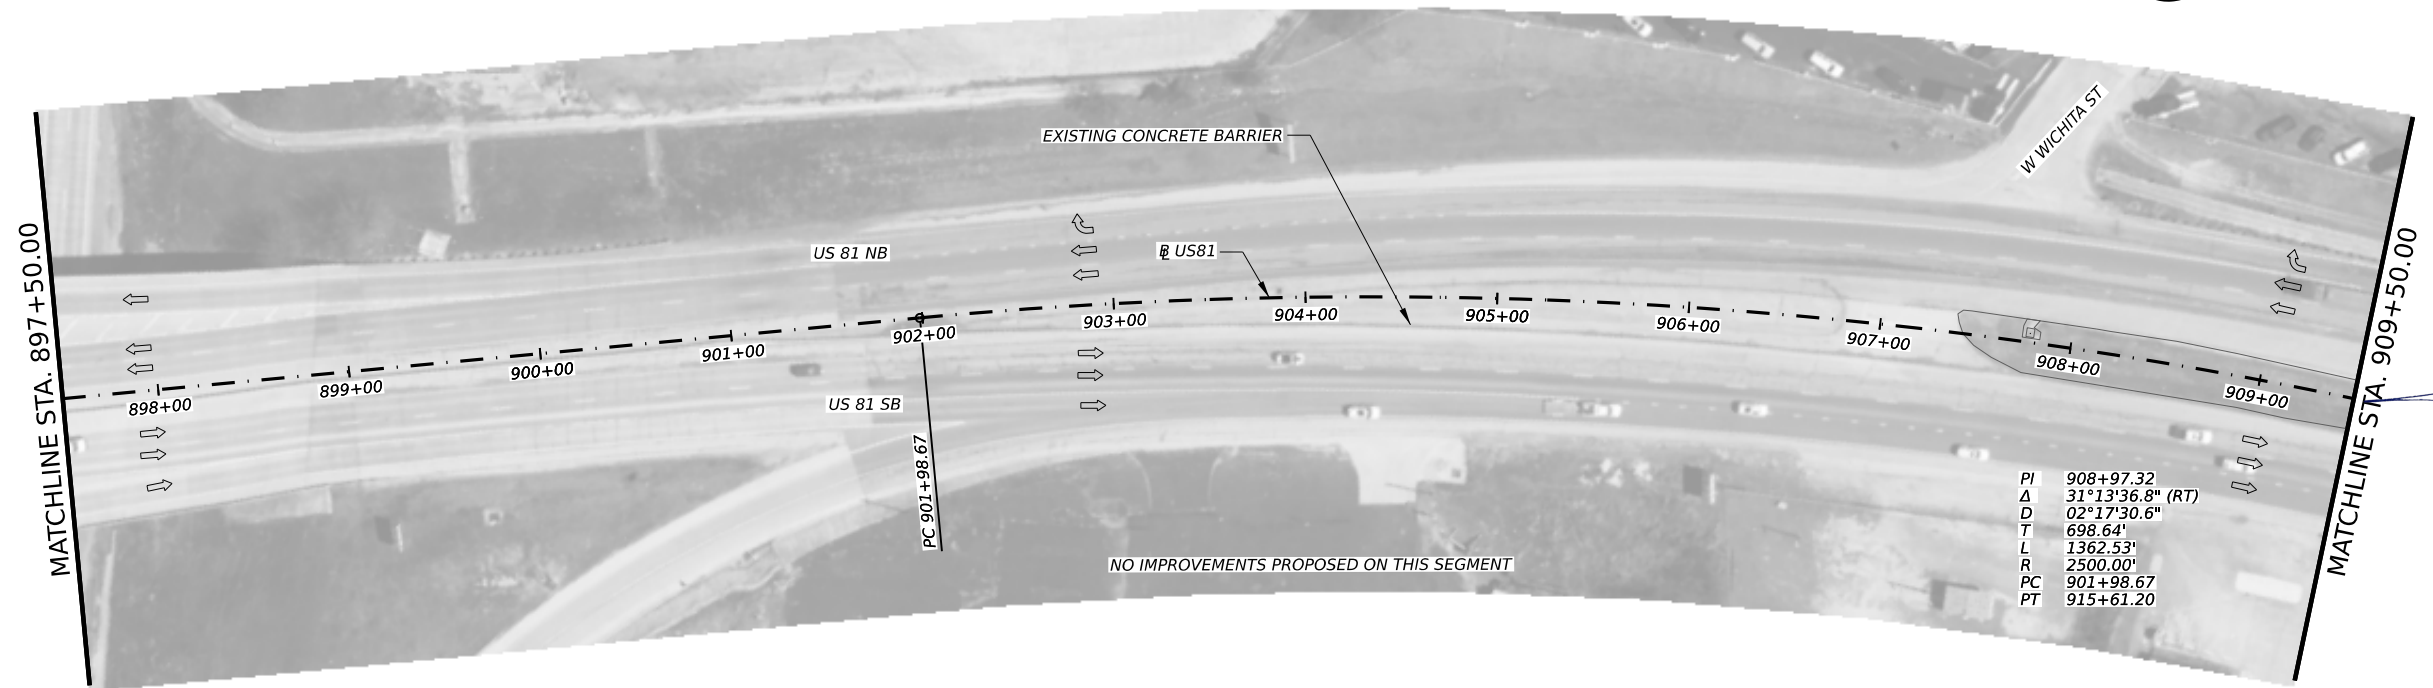 MATCHLINE STA. 897+50.00
EXISTING CONCRETE BARRIER
W WICHITA ST
US 81 NB
BL US81
898+00
899+00
900+00
901+00
902+00
903+00
904+00
905+00
906+00
907+00
908+00
909+00
US 81 SB
PC 901+98.67
NO IMPROVEMENTS PROPOSED ON THIS SEGMENT
PI 908+97.32
Δ 31°13'36.8" (RT)
D 02°17'30.6"
T 698.64'
L 1362.53'
R 2500.00'
PC 901+98.67
PT 915+61.20
MATCHLINE STA. 909+50.00